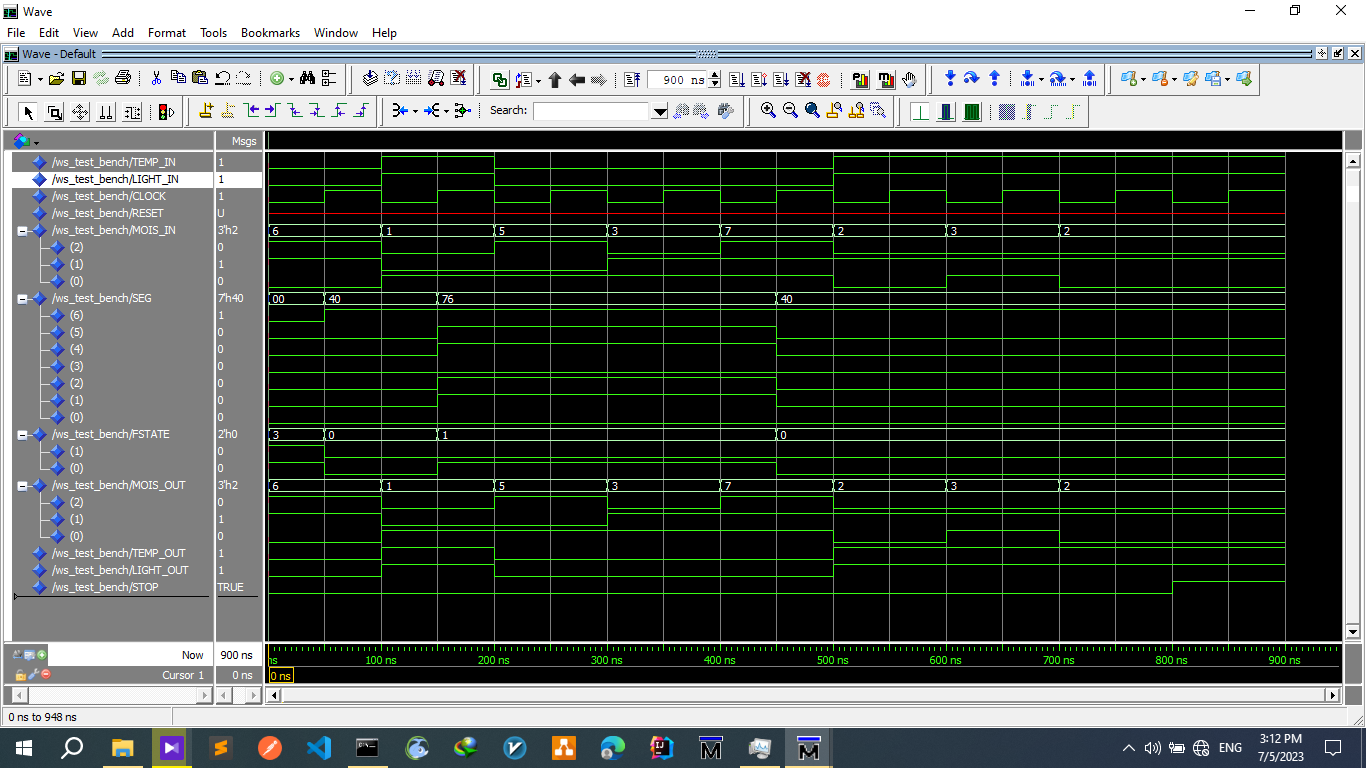 Wave
File Edit View Add Format Tools Bookmarks Window Help
Wave - Default
900 ns
Search:
Msgs
/ws_test_bench/TEMP_IN 1
/ws_test_bench/LIGHT_IN 1
/ws_test_bench/CLOCK 1
/ws_test_bench/RESET U
/ws_test_bench/MOIS_IN 3'h2 6 1 5 3 7 2 3 2
(2) 0
(1) 1
(0) 0
/ws_test_bench/SEG 7'h40 00 40 76 40
(6) 1
(5) 0
(4) 0
(3) 0
(2) 0
(1) 0
(0) 0
/ws_test_bench/FSTATE 2'h0 3 0 1 0
(1) 0
(0) 0
/ws_test_bench/MOIS_OUT 3'h2 6 1 5 3 7 2 3 2
(2) 0
(1) 1
(0) 0
/ws_test_bench/TEMP_OUT 1
/ws_test_bench/LIGHT_OUT 1
/ws_test_bench/STOP TRUE
Now 900 ns ns 100 ns 200 ns 300 ns 400 ns 500 ns 600 ns 700 ns 800 ns 900 ns
Cursor 1 0 ns 0 ns
0 ns to 948 ns
ENG
3:12 PM
7/5/2023